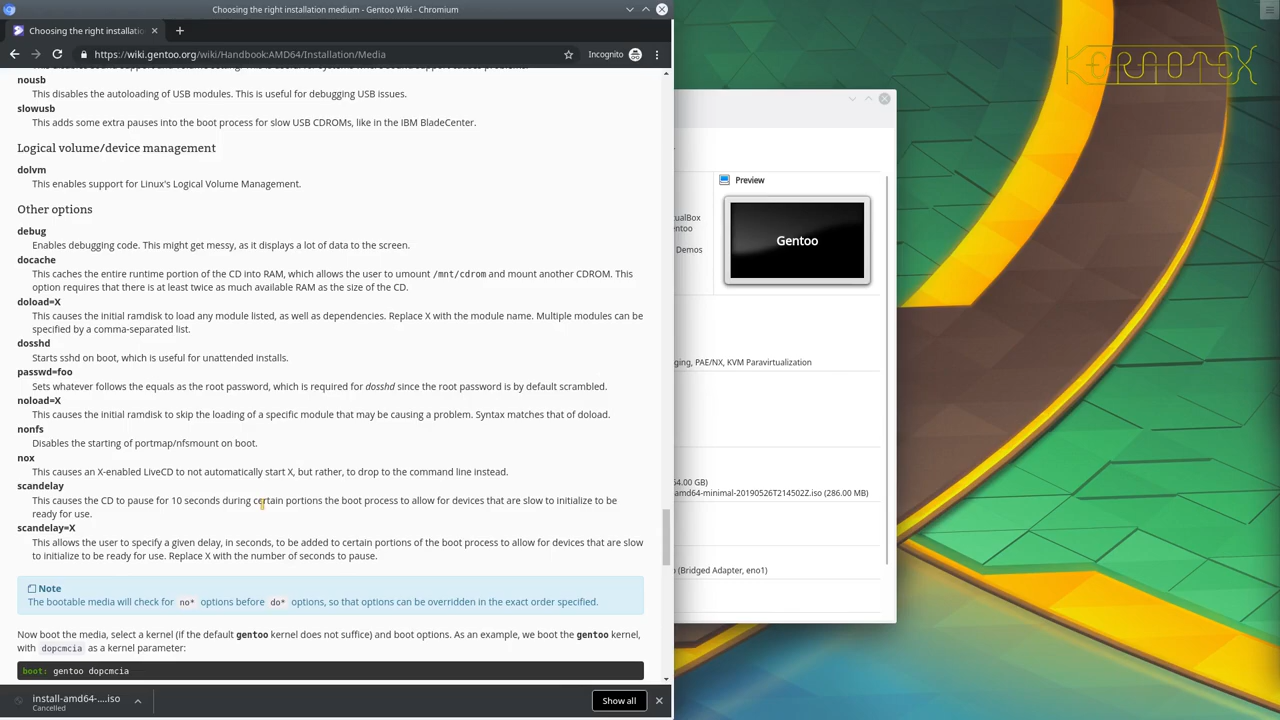 Choosing the right installation medium - Gentoo Wiki - Chromium
Choosing the right installatio
https://wiki.gentoo.org/wiki/Handbook:AMD64/Installation/Media
Incognito
nousb
This disables the autoloading of USB modules. This is useful for debugging USB issues.
slowusb
This adds some extra pauses into the boot process for slow USB CDROMs, like in the IBM BladeCenter.
Logical volume/device management
dolvm
This enables support for Linux's Logical Volume Management.
Other options
debug
Enables debugging code. This might get messy, as it displays a lot of data to the screen.
docache
This caches the entire runtime portion of the CD into RAM, which allows the user to umount /mnt/cdrom and mount another CDROM. This
option requires that there is at least twice as much available RAM as the size of the CD.
doload=X
This causes the initial ramdisk to load any module listed, as well as dependencies. Replace X with the module name. Multiple modules can be
specified by a comma-separated list.
dosshd
Starts sshd on boot, which is useful for unattended installs.
passwd=foo
Sets whatever follows the equals as the root password, which is required for dosshd since the root password is by default scrambled.
noload=X
This causes the initial ramdisk to skip the loading of a specific module that may be causing a problem. Syntax matches that of doload.
nonfs
Disables the starting of portmap/nfsmount on boot.
nox
This causes an X-enabled LiveCD to not automatically start X, but rather, to drop to the command line instead.
scandelay
This causes the CD to pause for 10 seconds during certain portions the boot process to allow for devices that are slow to initialize to be
ready for use.
scandelay=X
This allows the user to specify a given delay, in seconds, to be added to certain portions of the boot process to allow for devices that are slow
to initialize to be ready for use. Replace X with the number of seconds to pause.
Note
The bootable media will check for no* options before do* options, so that options can be overridden in the exact order specified.
Now boot the media, select a kernel (if the default gentoo kernel does not suffice) and boot options. As an example, we boot the gentoo kernel,
with dopcmcia as a kernel parameter:
boot: gentoo dopcmcia
install-amd64-....iso
Cancelled
Show all
Preview
tualBox
entoo
Demos
Gentoo
ging, PAE/NX, KVM Paravirtualization
64.00 GB)
amd64-minimal-20190526T214502Z.iso (286.00 MB)
(Bridged Adapter, eno1)
KERAOTEX